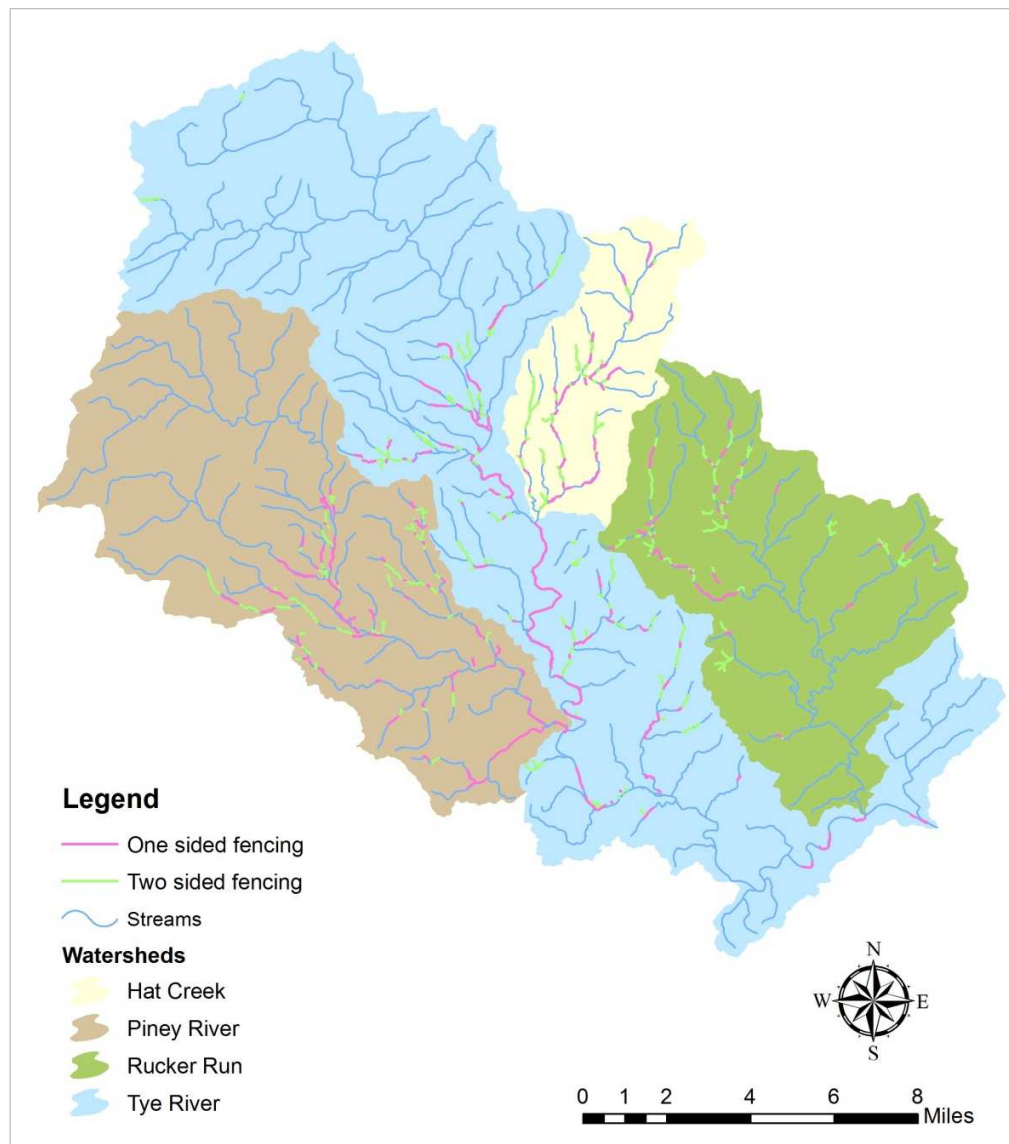 Legend
One sided fencing
Two sided fencing
Streams
Watersheds
Hat Creek
Piney River
Rucker Run
Tye River
N
W E
S
0 1 2 4 6 8
Miles